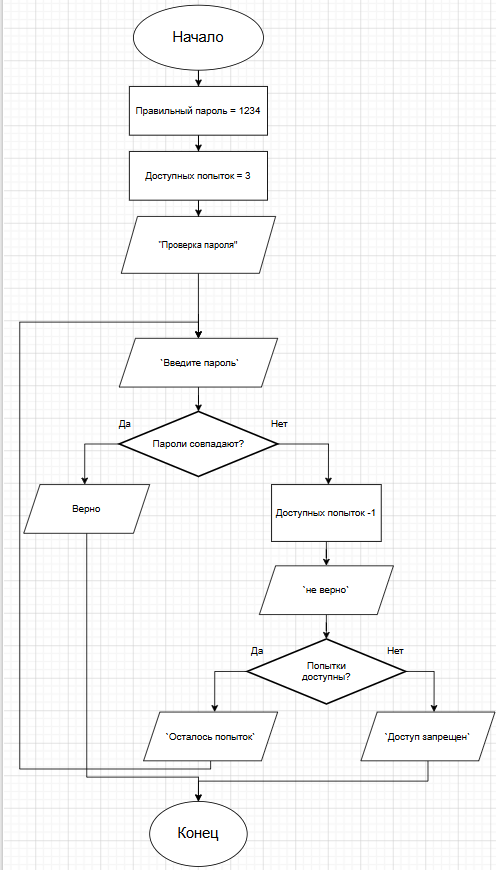 Начало
Правильный пароль = 1234
Доступных попыток = 3
"Проверка пароля"
`Введите пароль`
Да
Нет
Пароли совпадают?
Верно
Доступных попыток -1
`не верно`
Да
Нет
Попытки
доступны?
`Осталось попыток`
`Доступ запрещен`
Конец